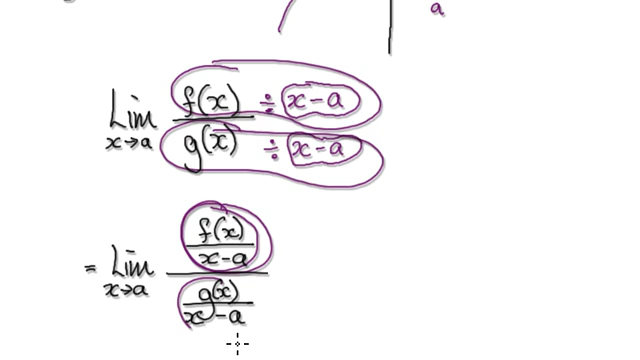 a
Lim x→a f(x) ÷ x-a / g(x) ÷ x-a
= Lim x→a f(x)/x-a / g(x)/x-a